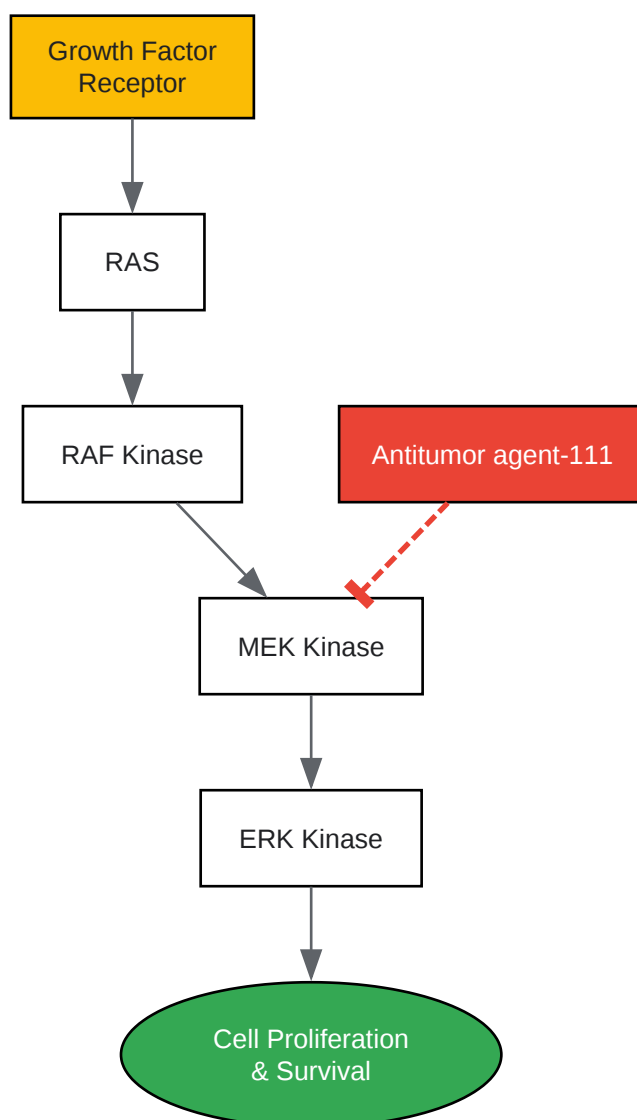 Growth Factor
Receptor
RAS
RAF Kinase
Antitumor agent-111
MEK Kinase
ERK Kinase
Cell Proliferation
& Survival